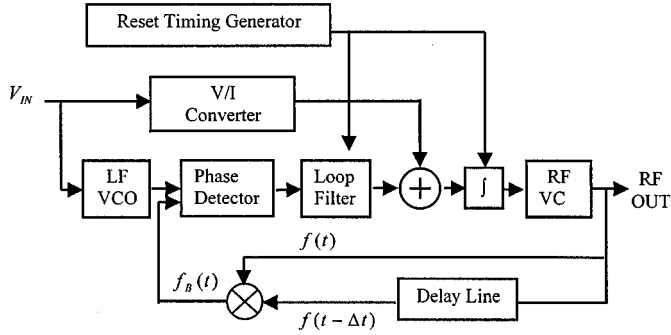 Reset Timing Generator
V_IN
V/I
Converter
LF
VCO
Phase
Detector
Loop
Filter
+
∫
RF
VC
RF
OUT
f(t)
f_B(t)
Delay Line
f(t − Δt)